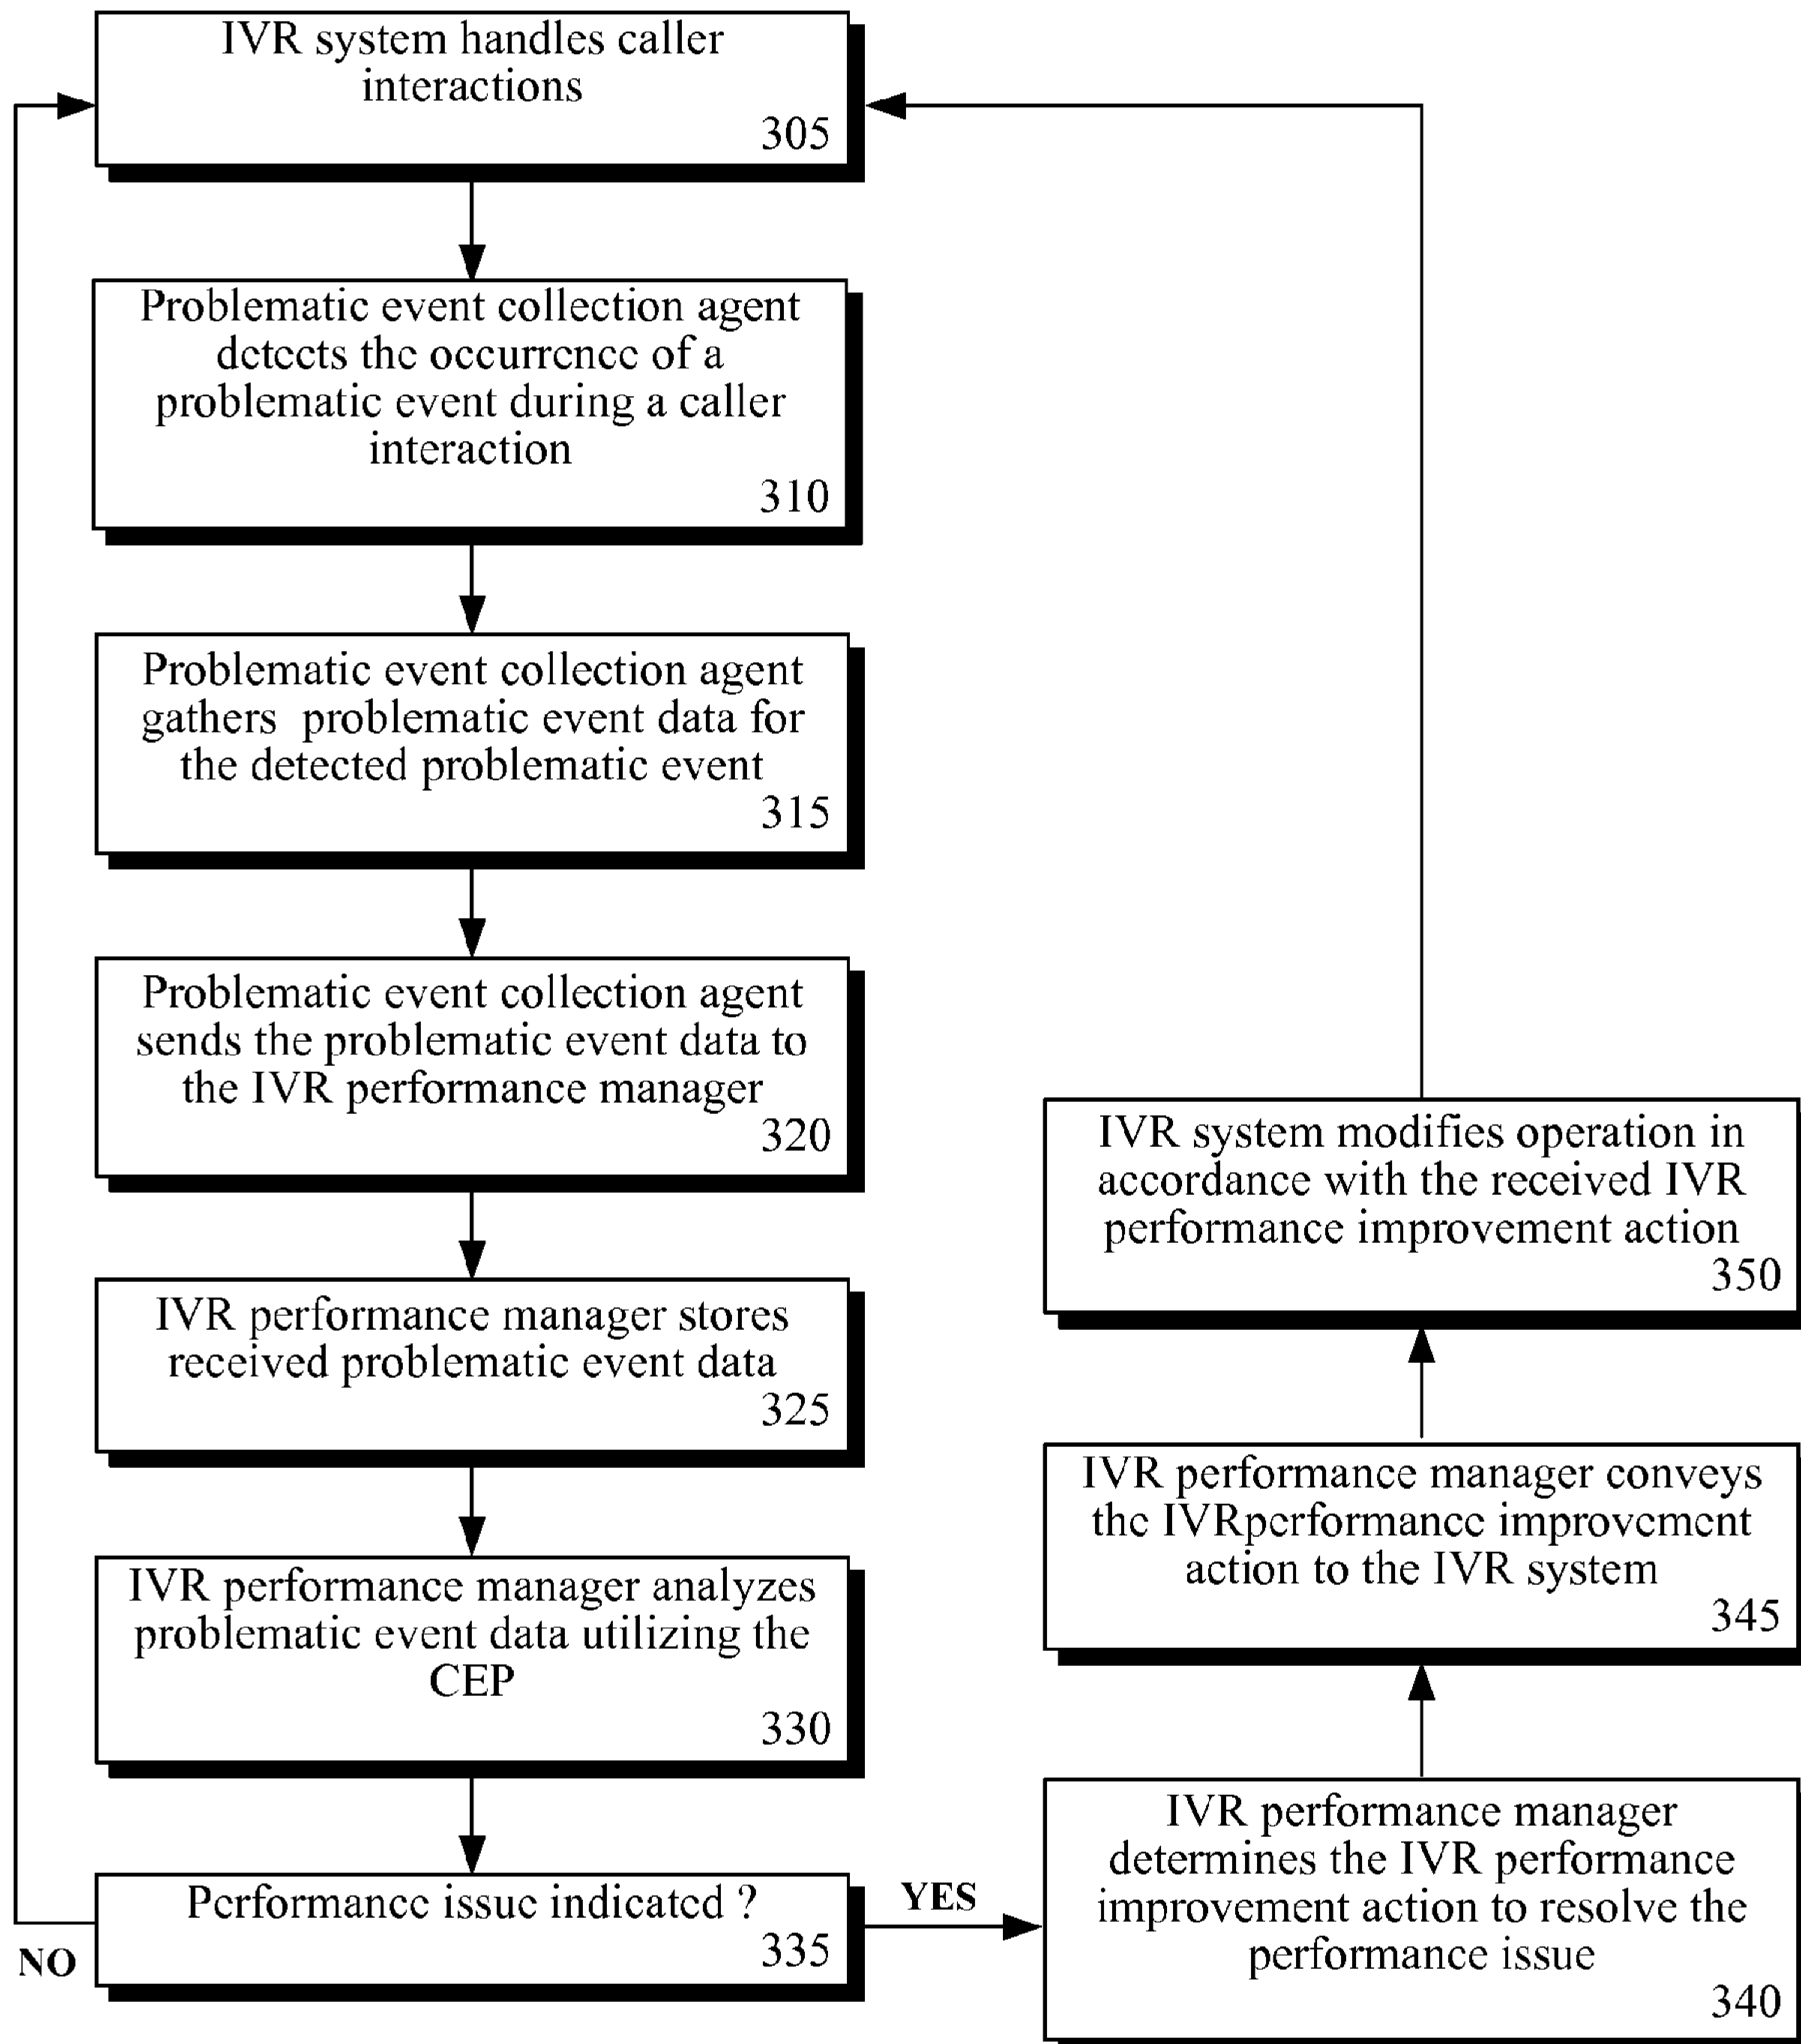 IVR system handles caller
interactions
305
Problematic event collection agent
detects the occurrence of a
problematic event during a caller
interaction
310
Problematic event collection agent
gathers problematic event data for
the detected problematic event
315
Problematic event collection agent
sends the problematic event data to
the IVR performance manager
320
IVR performance manager stores
received problematic event data
325
IVR performance manager analyzes
problematic event data utilizing the
CEP
330
Performance issue indicated ?
335
NO
YES
IVR performance manager
determines the IVR performance
improvement action to resolve the
performance issue
340
IVR performance manager conveys
the IVRperformance improvement
action to the IVR system
345
IVR system modifies operation in
accordance with the received IVR
performance improvement action
350